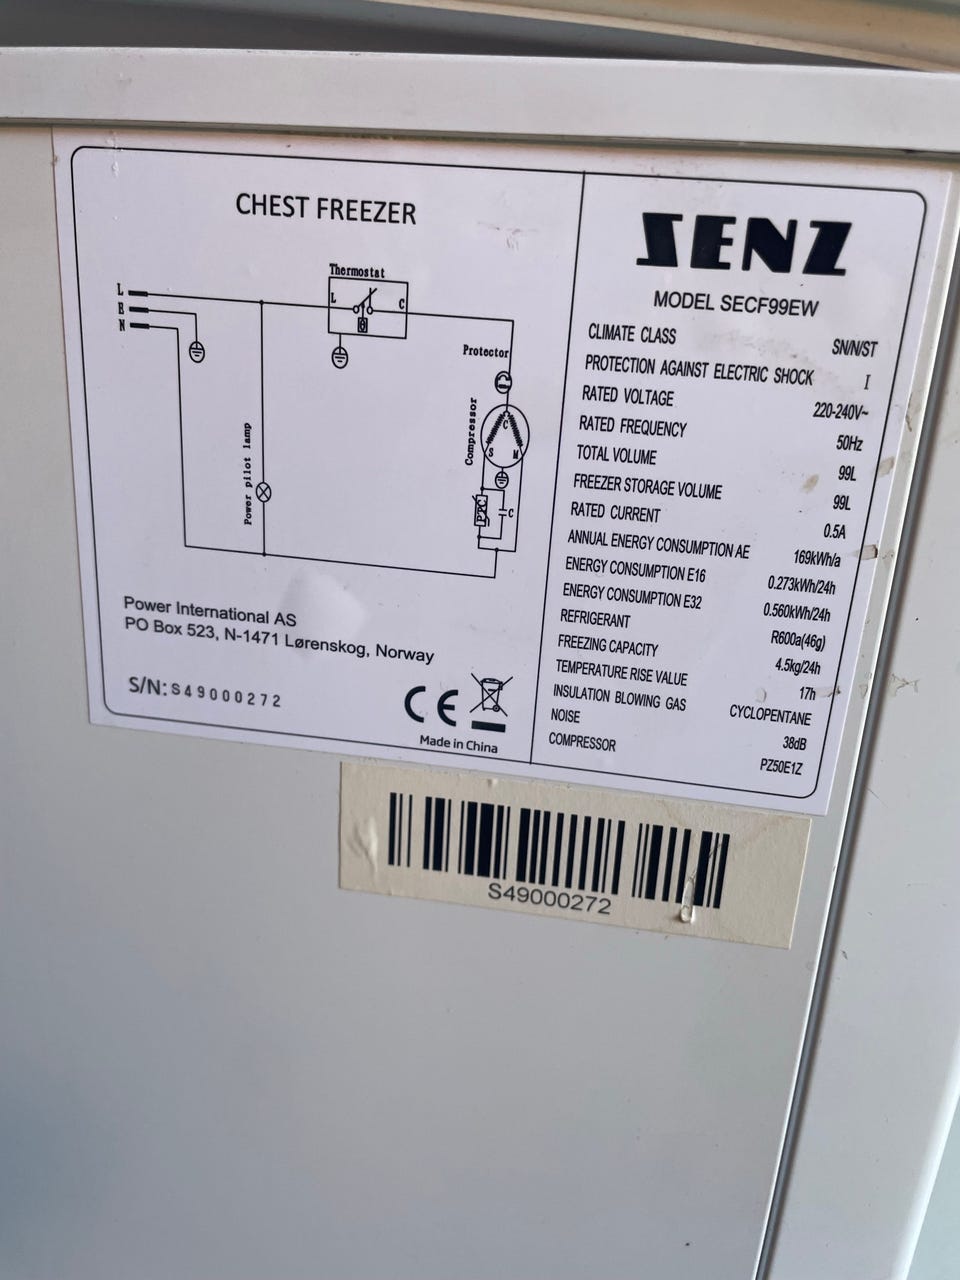 CHEST FREEZER
Thermostat
L
L C
E
N
θ
Protector
Compressor
C
S M
Power pilot lamp
PTC
C
Power International AS
PO Box 523, N-1471 Lørenskog, Norway
S/N: S49000272
CE
Made in China
SENZ
MODEL SECF99EW
CLIMATE CLASS SN/N/ST
PROTECTION AGAINST ELECTRIC SHOCK I
RATED VOLTAGE 220-240V~
RATED FREQUENCY 50Hz
TOTAL VOLUME 99L
FREEZER STORAGE VOLUME 99L
RATED CURRENT 0.5A
ANNUAL ENERGY CONSUMPTION AE 169kWh/a
ENERGY CONSUMPTION E16 0.273kWh/24h
ENERGY CONSUMPTION E32 0.560kWh/24h
REFRIGERANT R600a(46g)
FREEZING CAPACITY 4.5kg/24h
TEMPERATURE RISE VALUE 17h
INSULATION BLOWING GAS CYCLOPENTANE
NOISE 38dB
COMPRESSOR PZ50E1Z
S49000272